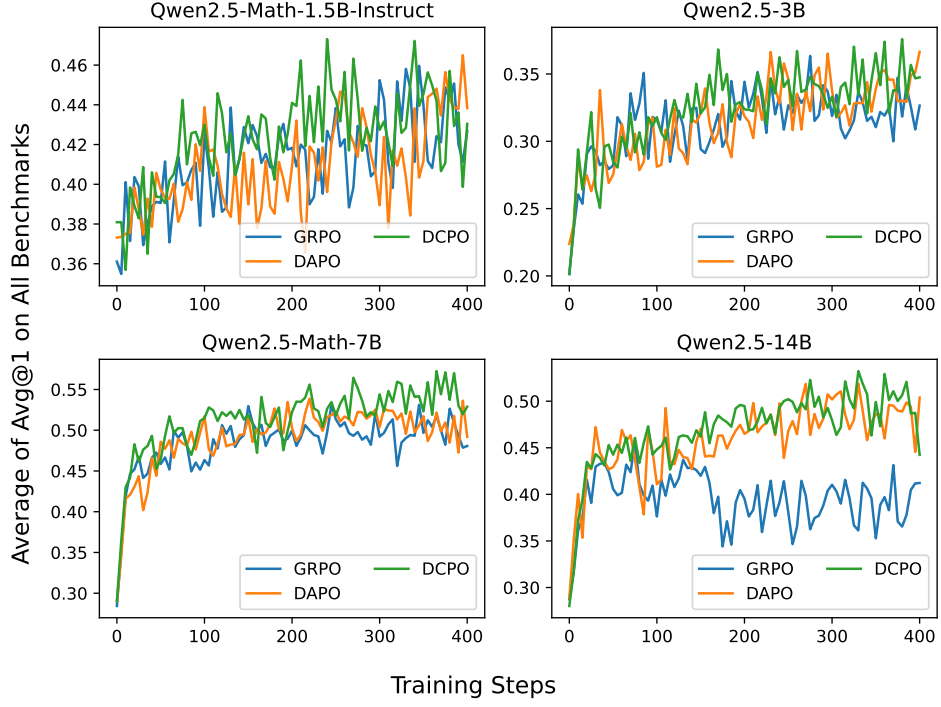 Qwen2.5-Math-1.5B-Instruct
0.46
0.44
0.42
0.40
0.38
0.36
0 100 200 300 400
GRPO DCPO
DAPO
Qwen2.5-3B
0.35
0.30
0.25
0.20
0 100 200 300 400
GRPO DCPO
DAPO
Qwen2.5-Math-7B
0.55
0.50
0.45
0.40
0.35
0.30
0 100 200 300 400
GRPO DCPO
DAPO
Qwen2.5-14B
0.50
0.45
0.40
0.35
0.30
0 100 200 300 400
GRPO DCPO
DAPO
Average of Avg@1 on All Benchmarks
Training Steps